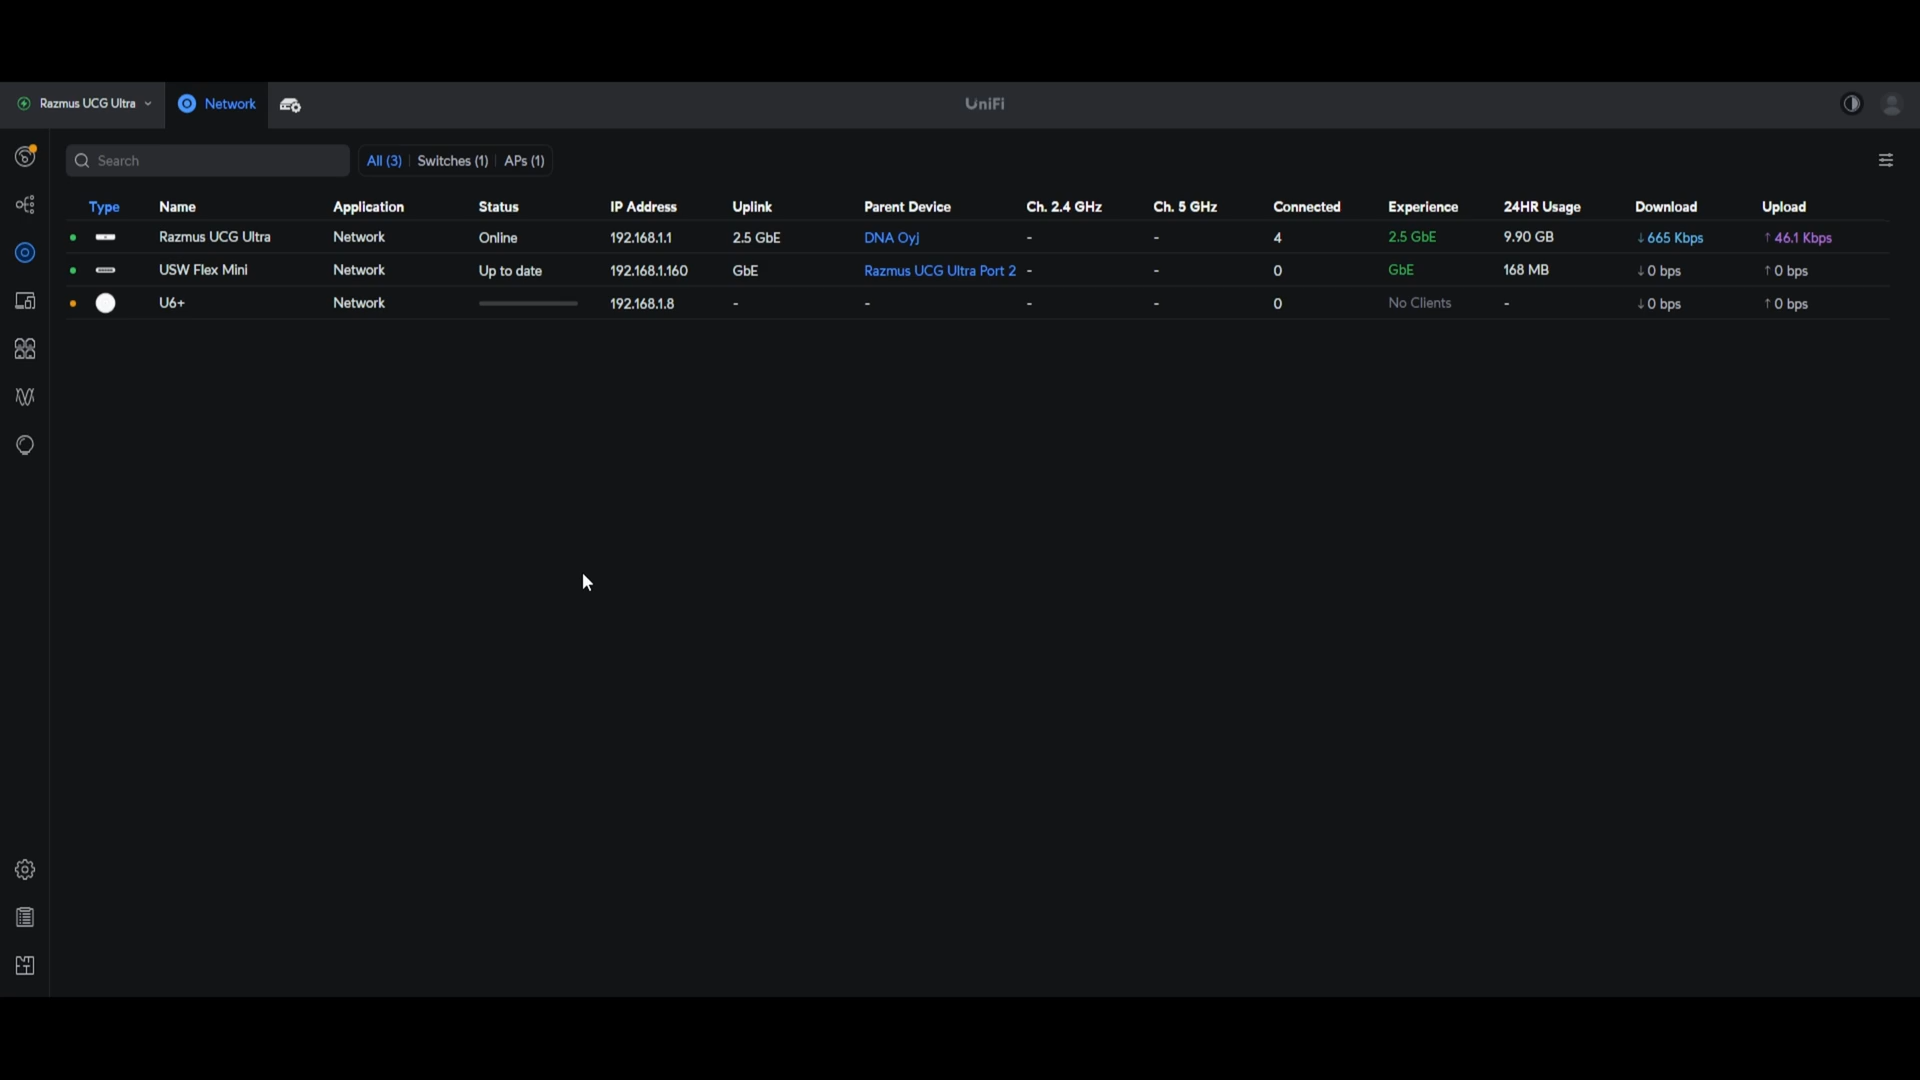 Razmus UCG Ultra Network UniFi
Search All (3) Switches (1) APs (1)
Type Name Application Status IP Address Uplink Parent Device Ch. 2.4 GHz Ch. 5 GHz Connected Experience 24HR Usage Download Upload
Razmus UCG Ultra Network Online 192.168.1.1 2.5 GbE DNA Oyj - - 4 2.5 GbE 9.90 GB ↓ 665 Kbps ↑ 46.1 Kbps
USW Flex Mini Network Up to date 192.168.1.160 GbE Razmus UCG Ultra Port 2 - - 0 GbE 168 MB ↓ 0 bps ↑ 0 bps
U6+ Network 192.168.1.8 - - - - 0 No Clients - ↓ 0 bps ↑ 0 bps